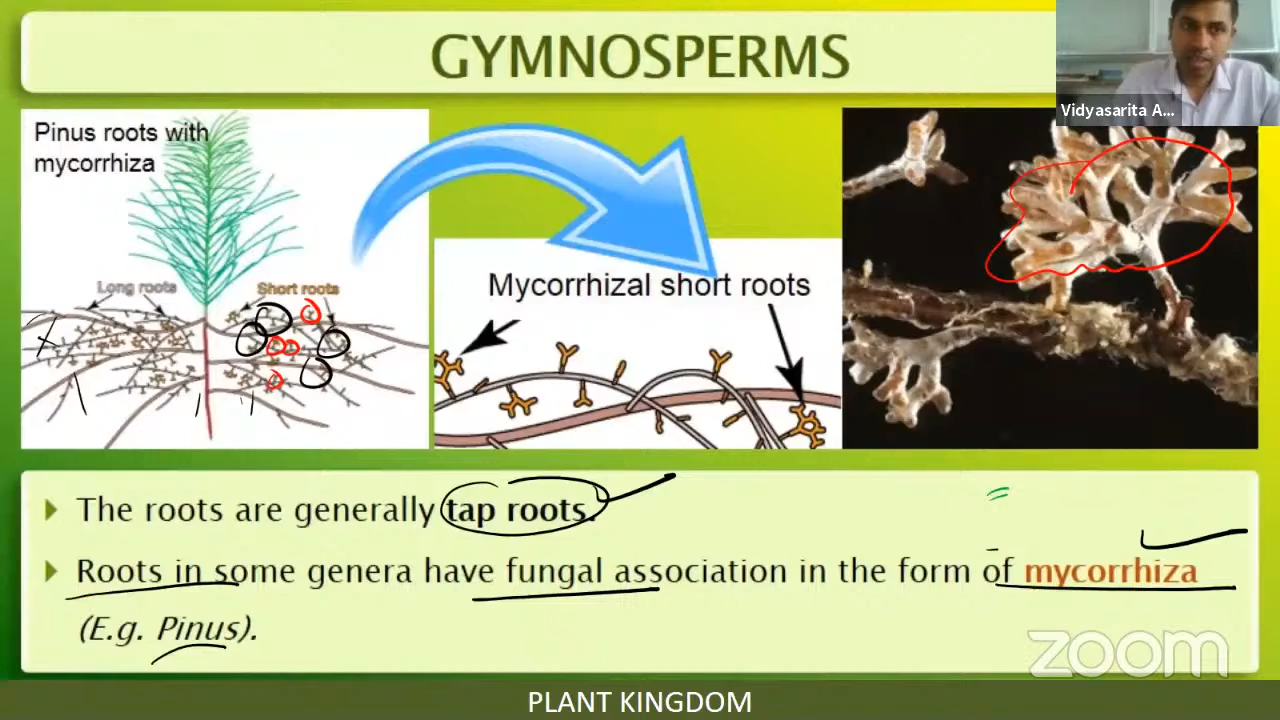 GYMNOSPERMS
Vidyasarita A...
Pinus roots with
mycorrhiza
Long roots
Short roots
Mycorrhizal short roots
The roots are generally tap roots.
Roots in some genera have fungal association in the form of mycorrhiza
(E.g. Pinus).
zoom
PLANT KINGDOM